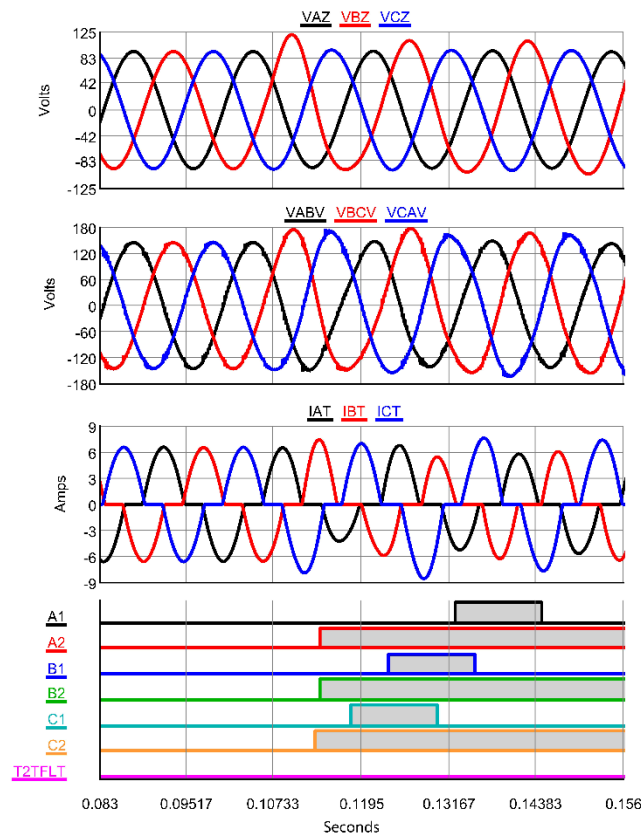 VAZ VBZ VCZ
125
83
42
0
-42
-83
-125
Volts
VABV VBCV VCAV
180
120
60
0
-60
-120
-180
Volts
IAT IBT ICT
9
6
3
0
-3
-6
-9
Amps
A1
A2
B1
B2
C1
C2
T2TFLT
0.083 0.09517 0.10733 0.1195 0.13167 0.14383 0.156
Seconds